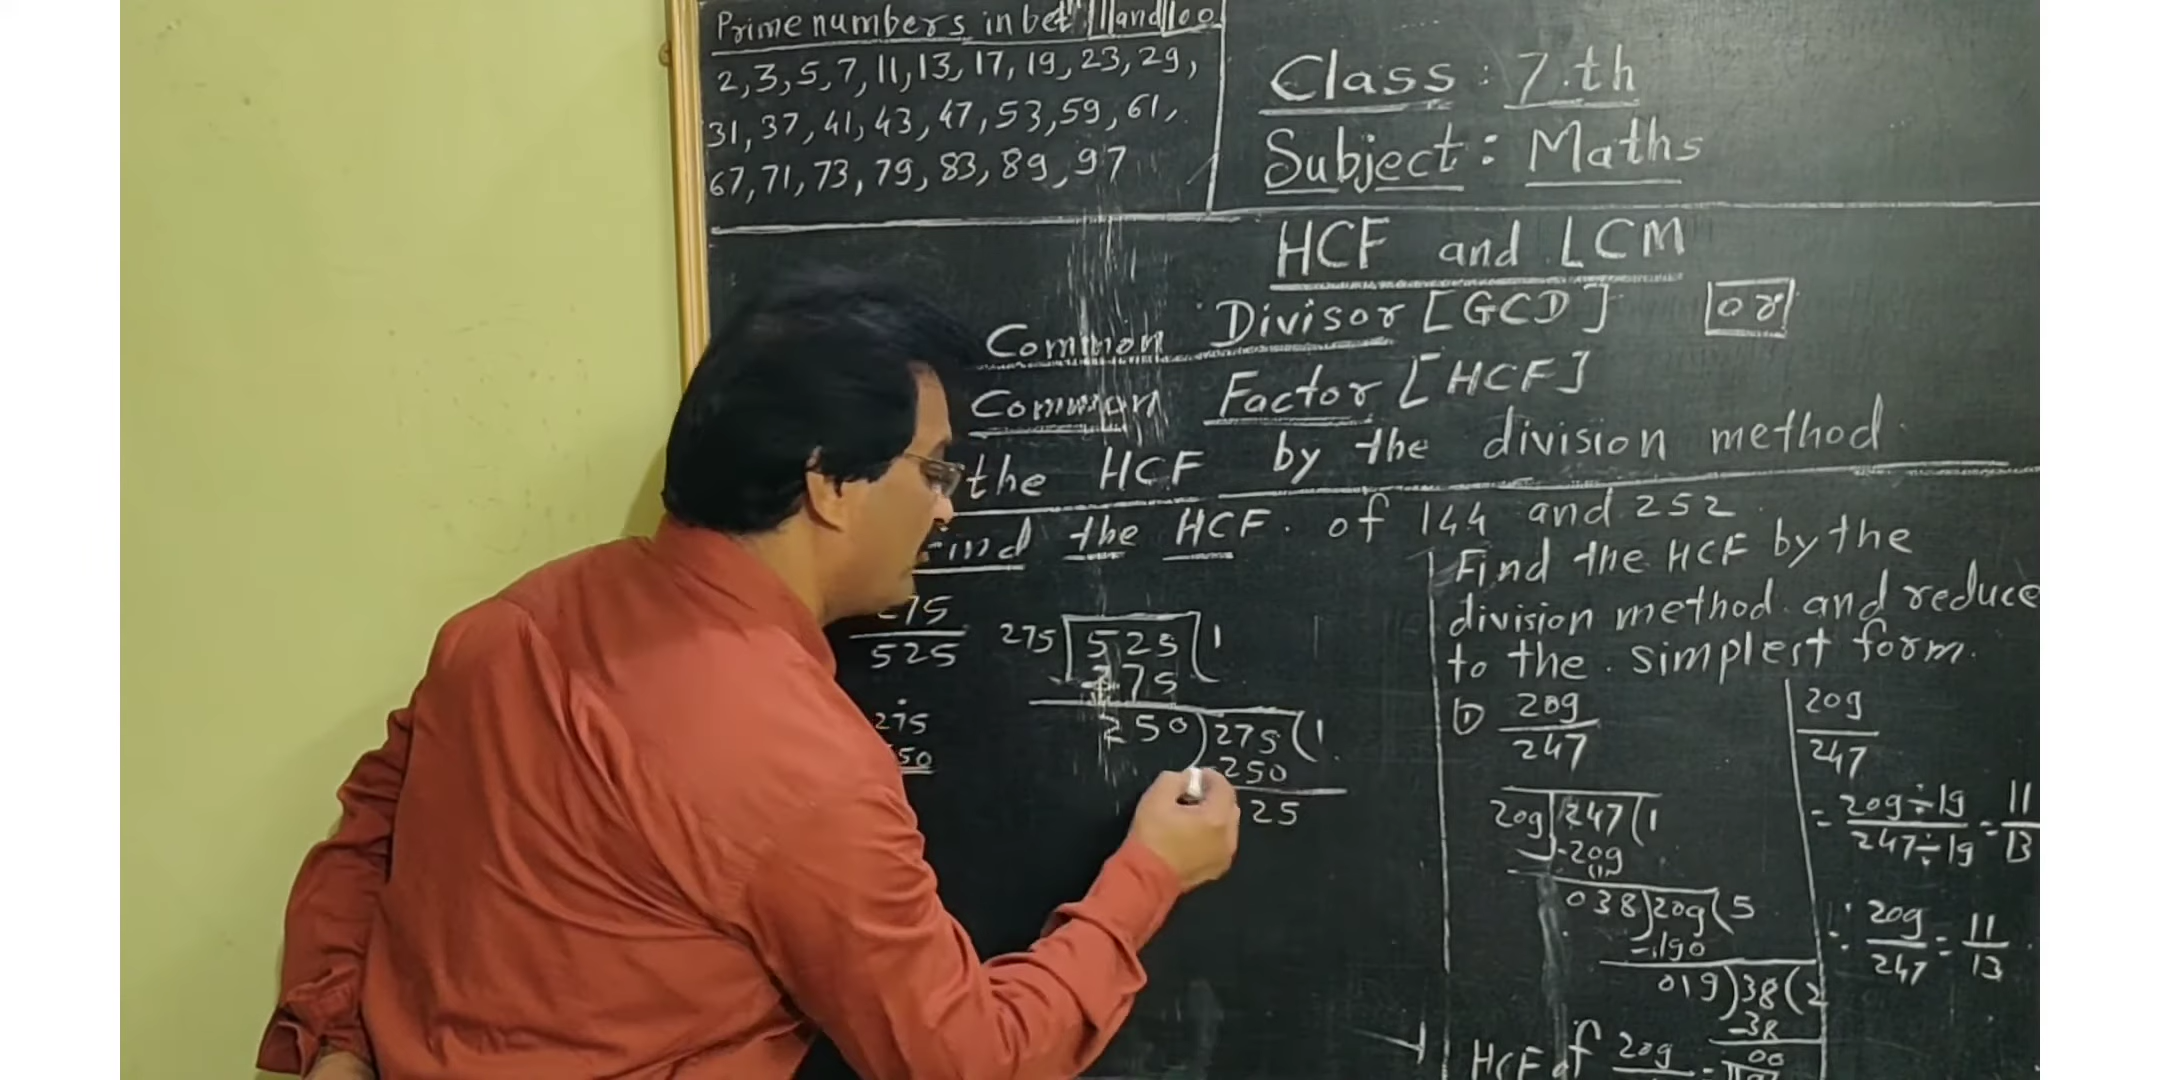 Prime numbers in betn 1 and 100
2, 3, 5, 7, 11, 13, 17, 19, 23, 29,
31, 37, 41, 43, 47, 53, 59, 61,
67, 71, 73, 79, 83, 89, 97
Class : 7.th
Subject : Maths
HCF and LCM
Common Divisor [GCD] or
Common Factor [HCF]
the HCF by the division method
Find the HCF of 144 and 252
275
525
275
50
275 525 ( 1
275
250 ) 275 ( 1
250
25
Find the HCF by the
division method and reduce
to the simplest form.
① 209
247
209 247 ( 1
- 209
038 ) 209 ( 5
- 190
019 ) 38 ( 2
- 38
00
HCF of 209
209
247
= 209 ÷ 19 = 11
247 ÷ 19 13
∴ 209 = 11
247 13